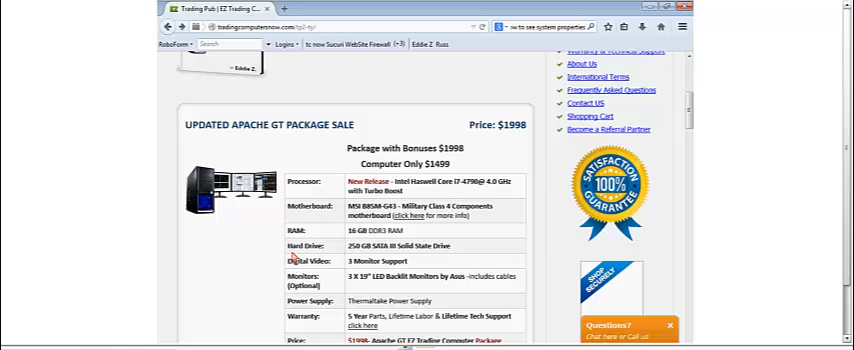 Trading Pub | EZ Trading C...
tradingcomputersnow.com/tp2-ty/
ow to see system properties
RoboForm
Search
Logins
tc now Sucuri WebSite Firewall
(+3)
Eddie Z Russ
Warranty & Technical Support
About Us
International Terms
Frequently Asked Questions
Contact US
Shopping Cart
Become a Referral Partner
— Eddie Z.
UPDATED APACHE GT PACKAGE SALE
Price: $1998
Package with Bonuses $1998
Computer Only $1499
Processor:
New Release - Intel Haswell Core i7-4790@ 4.0 GHz
with Turbo Boost
Motherboard:
MSI B85M-G43 - Military Class 4 Components
motherboard (click here for more info)
RAM:
16 GB DDR3 RAM
Hard Drive:
250 GB SATA III Solid State Drive
Digital Video:
3 Monitor Support
Monitors:
(Optional)
3 X 19" LED Backlit Monitors by Asus -includes cables
Power Supply:
Thermaltake Power Supply
Warranty:
5 Year Parts, Lifetime Labor & Lifetime Tech Support
click here
Price:
$1998- Apache GT EZ Trading Computer Package
SATISFACTION
100%
GUARANTEE
SHOP
SECURELY
Questions?
Chat here or Call us